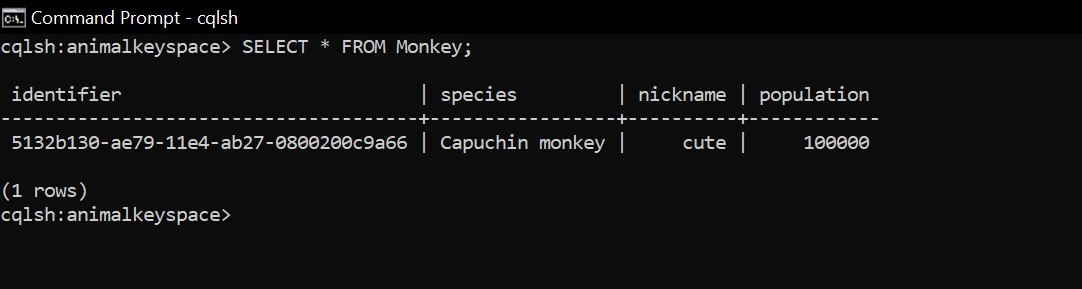 Command Prompt - cqlsh
cqlsh:animalkeyspace> SELECT * FROM Monkey;
identifier | species | nickname | population
--------------------------------------+-----------------+----------+------------
5132b130-ae79-11e4-ab27-0800200c9a66 | Capuchin monkey | cute | 100000
(1 rows)
cqlsh:animalkeyspace>